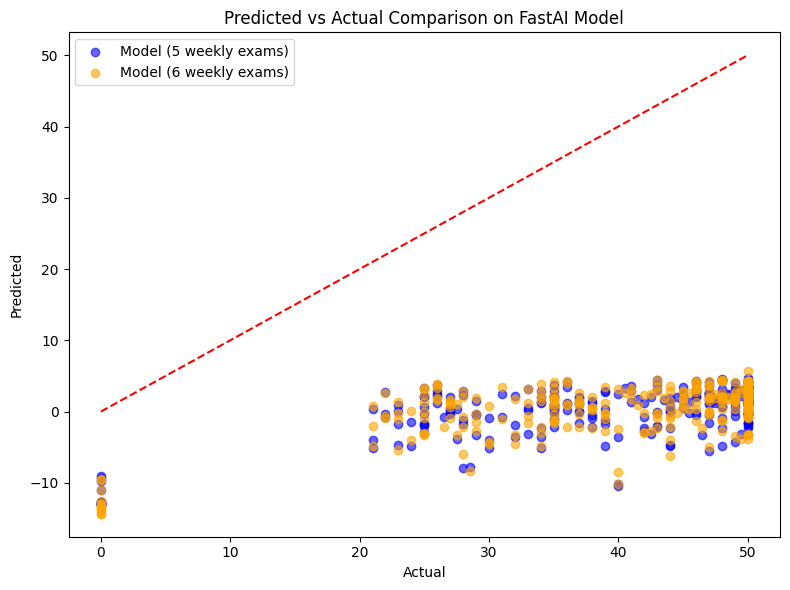 Predicted vs Actual Comparison on FastAI Model
Model (5 weekly exams)
Model (6 weekly exams)
Predicted
50
40
30
20
10
0
−10
0
10
20
30
40
50
Actual